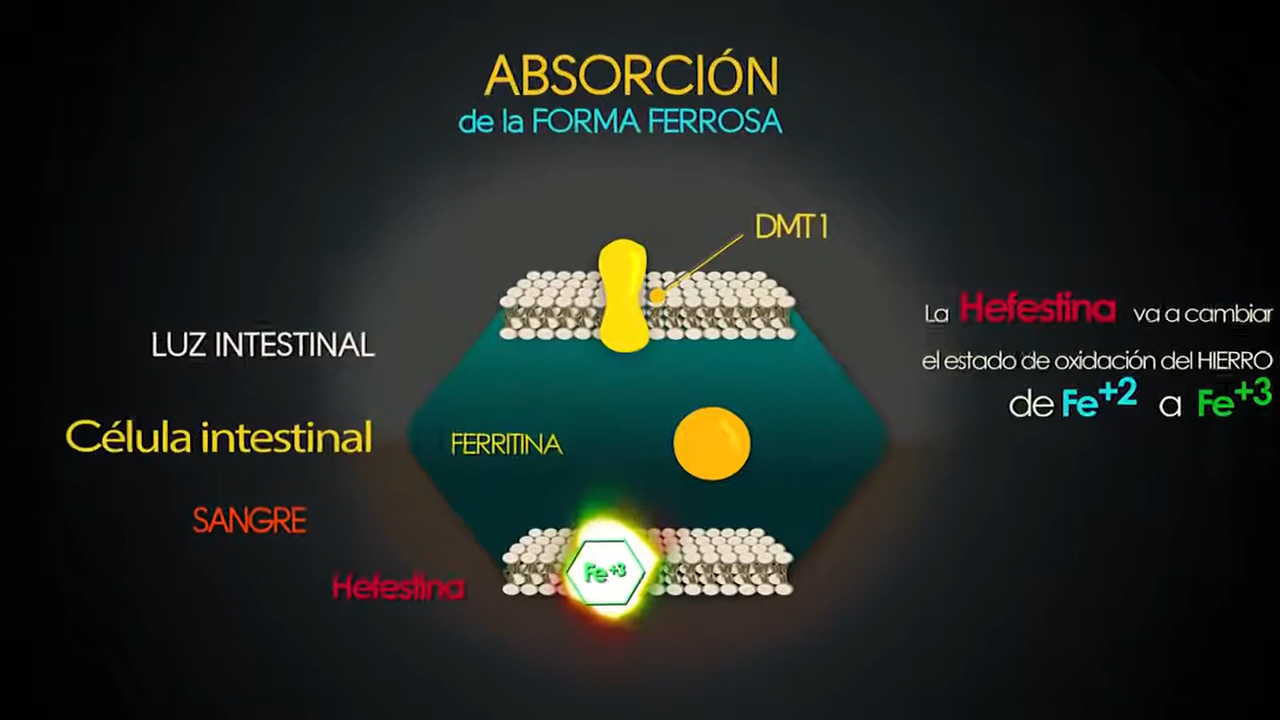 ABSORCIÓN
de la FORMA FERROSA
DMT1
LUZ INTESTINAL
Célula intestinal
SANGRE
Hefestina
FERRITINA
Fe+3
La Hefestina va a cambiar
el estado de oxidación del HIERRO
de Fe+2 a Fe+3